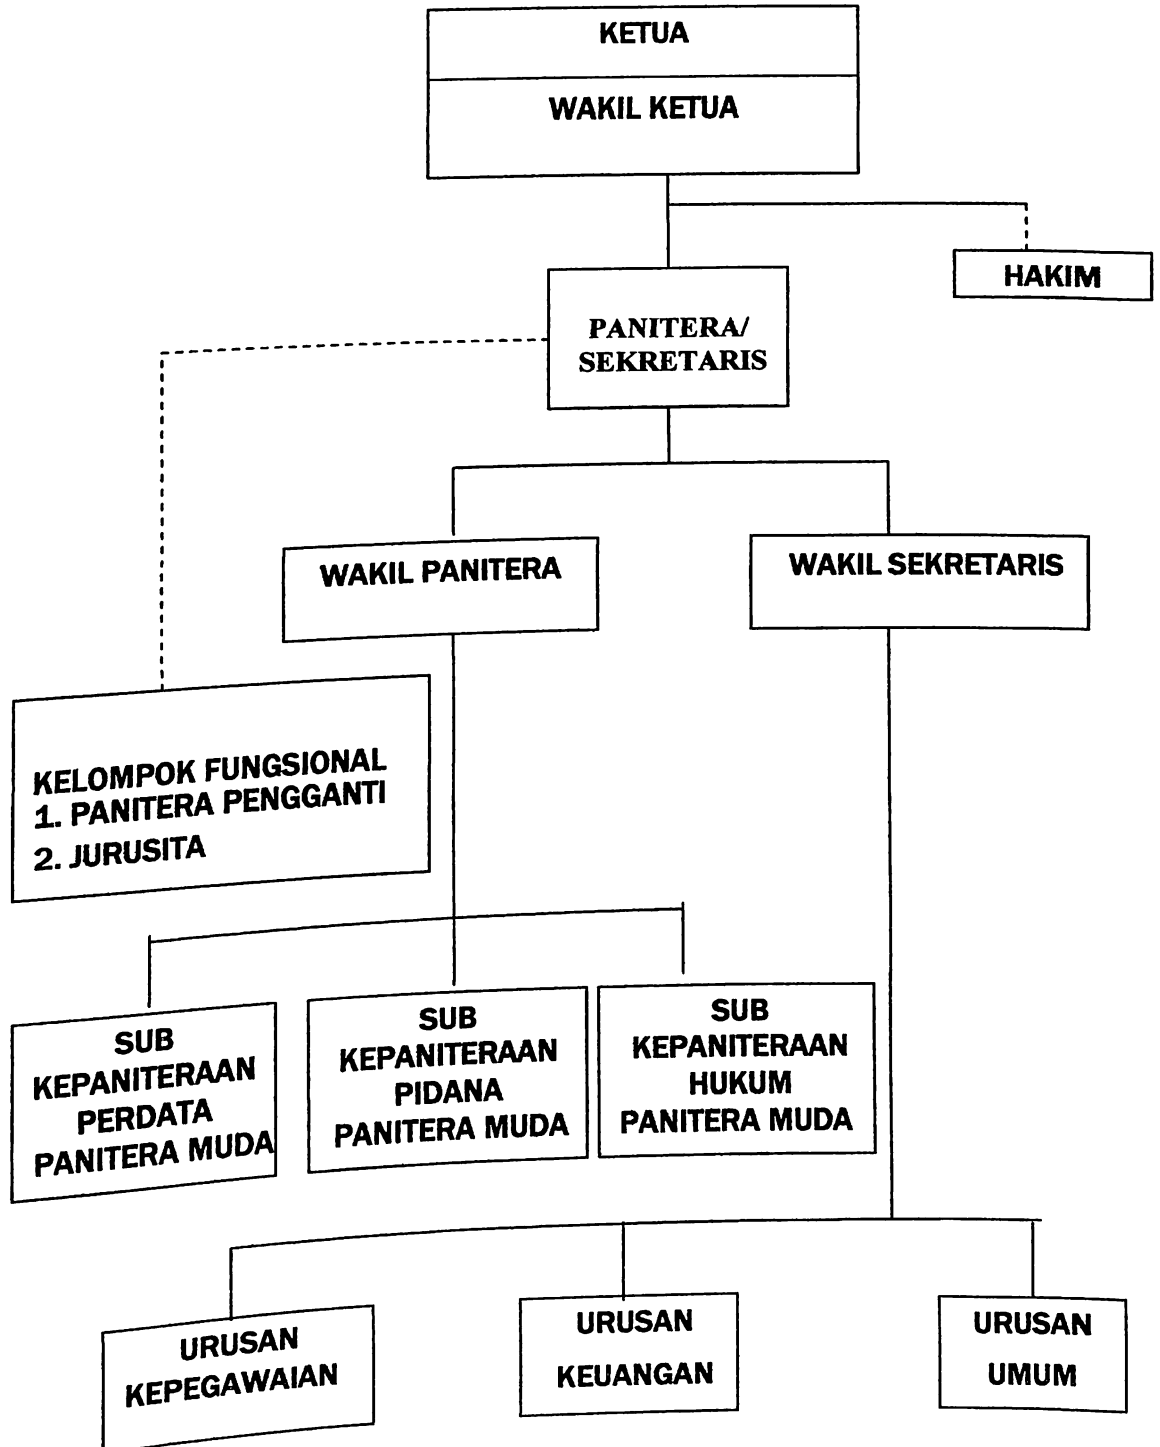 KETUA
WAKIL KETUA
HAKIM
PANITERA/
SEKRETARIS
WAKIL PANITERA
WAKIL SEKRETARIS
KELOMPOK FUNGSIONAL
1. PANITERA PENGGANTI
2. JURUSITA
SUB
KEPANITERAAN
PERDATA
PANITERA MUDA
SUB
KEPANITERAAN
PIDANA
PANITERA MUDA
SUB
KEPANITERAAN
HUKUM
PANITERA MUDA
URUSAN
KEPEGAWAIAN
URUSAN
KEUANGAN
URUSAN
UMUM